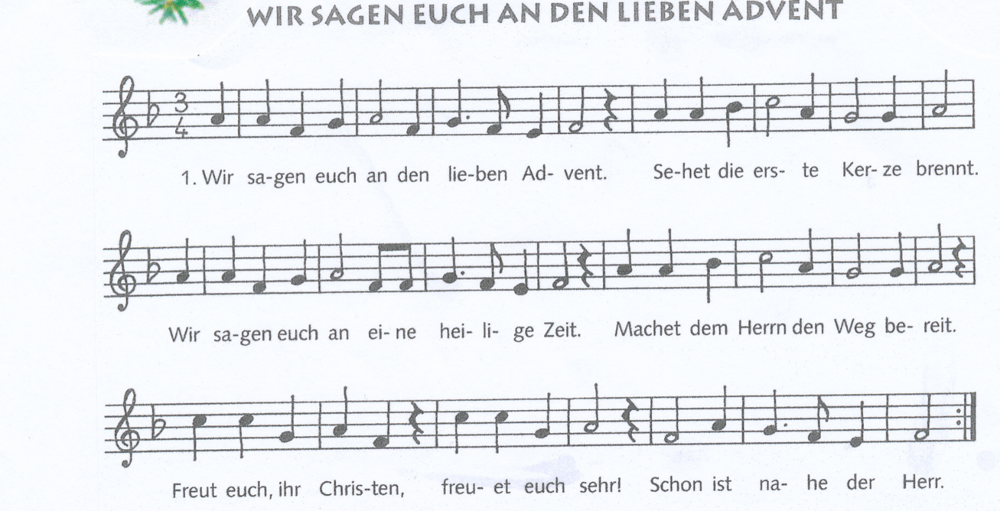 WIR SAGEN EUCH AN DEN LIEBEN ADVENT
3
4
1. Wir sa-gen euch an den lie-ben Ad- vent. Se-het die ers- te Ker- ze brennt.
Wir sa-gen euch an ei- ne hei- li- ge Zeit. Machet dem Herrn den Weg be- reit.
Freut euch, ihr Chris-ten, freu- et euch sehr! Schon ist na- he der Herr.